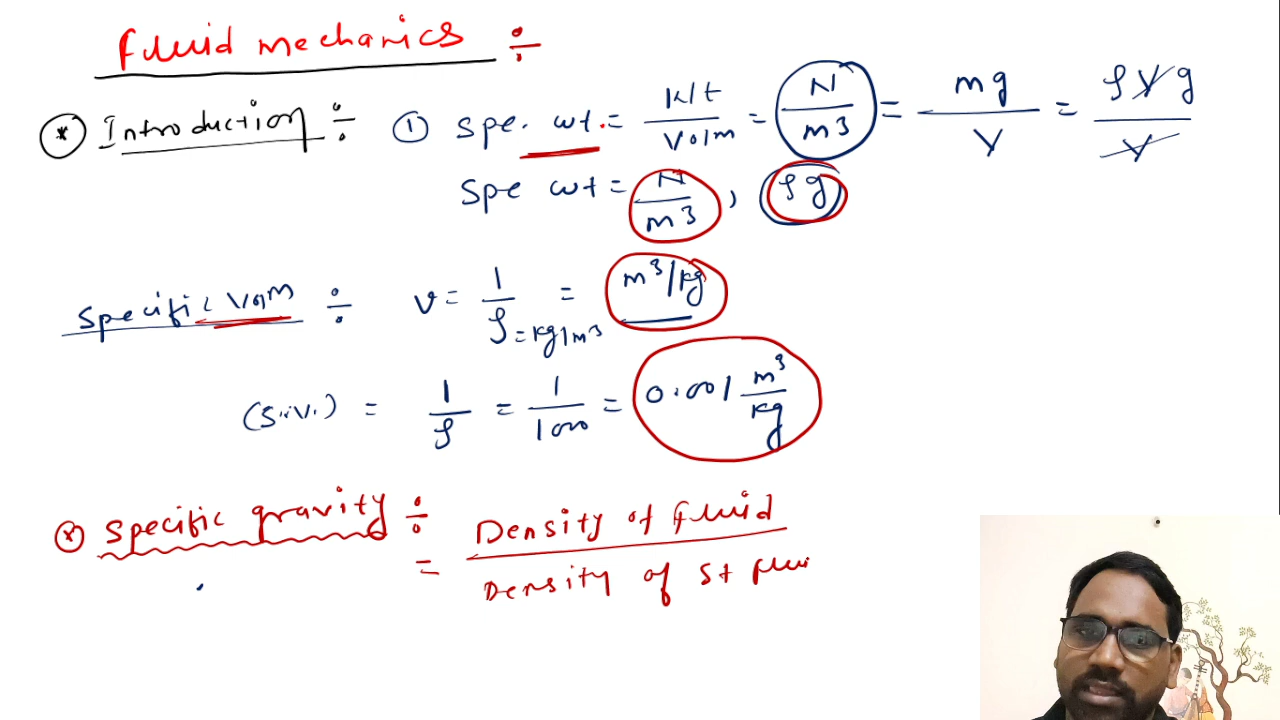 Fluid mechanics ÷
* Introduction ÷ ① Spe. wt. = wt / Volm = N / m3 = mg / V = ρVg / V
Spe wt = N / m3 , ρg
Specific Volm ÷ v = 1 / ρ = kg/m3 = m3/kg
(S.V.) = 1 / ρ = 1 / 1000 = 0.001 m3 / kg
* Specific gravity ÷ = Density of Fluid / Density of St flui